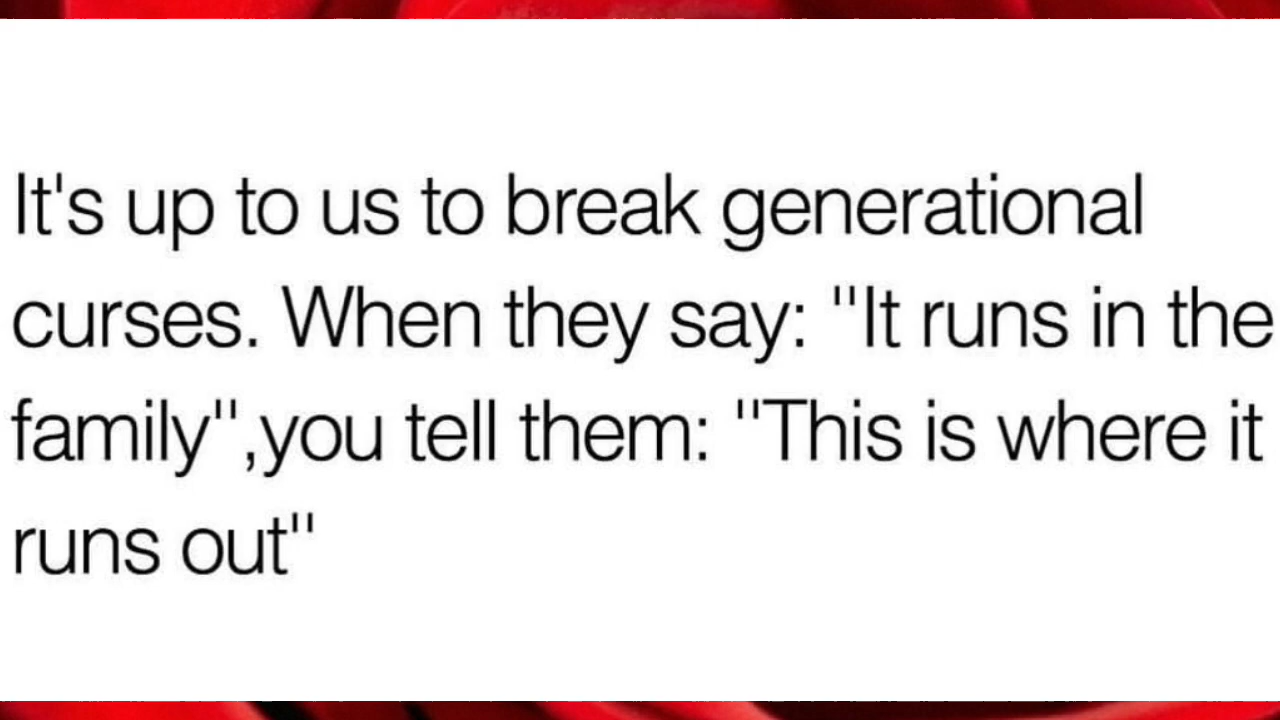 It's up to us to break generational
curses. When they say: "It runs in the
family",you tell them: "This is where it
runs out"